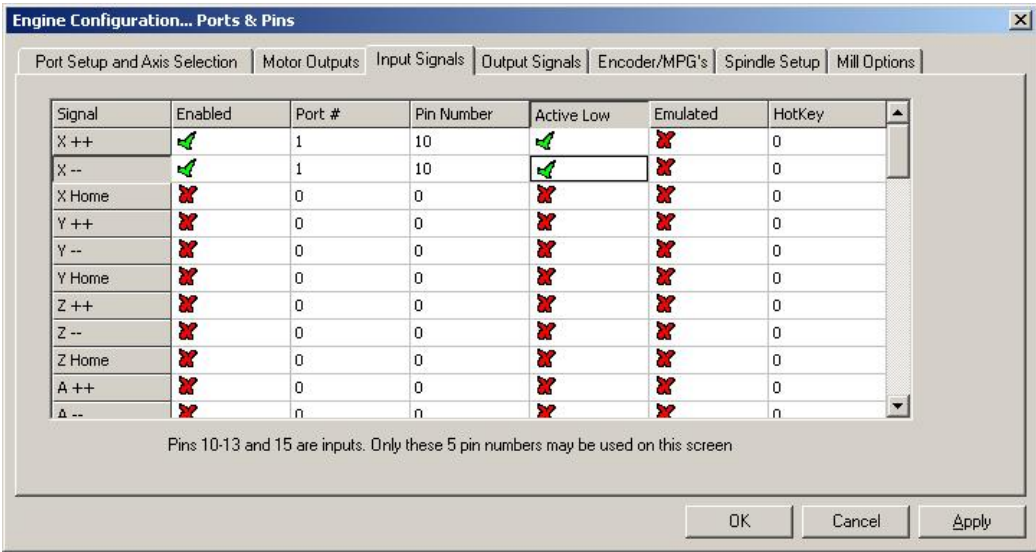 Engine Configuration... Ports & Pins
Port Setup and Axis Selection Motor Outputs Input Signals Output Signals Encoder/MPG's Spindle Setup Mill Options
Signal Enabled Port # Pin Number Active Low Emulated HotKey
X ++ 1 10 0
X -- 1 10 0
X Home 0 0 0
Y ++ 0 0 0
Y -- 0 0 0
Y Home 0 0 0
Z ++ 0 0 0
Z -- 0 0 0
Z Home 0 0 0
A ++ 0 0 0
A -- 0 0 0
Pins 10-13 and 15 are inputs. Only these 5 pin numbers may be used on this screen
OK Cancel Apply